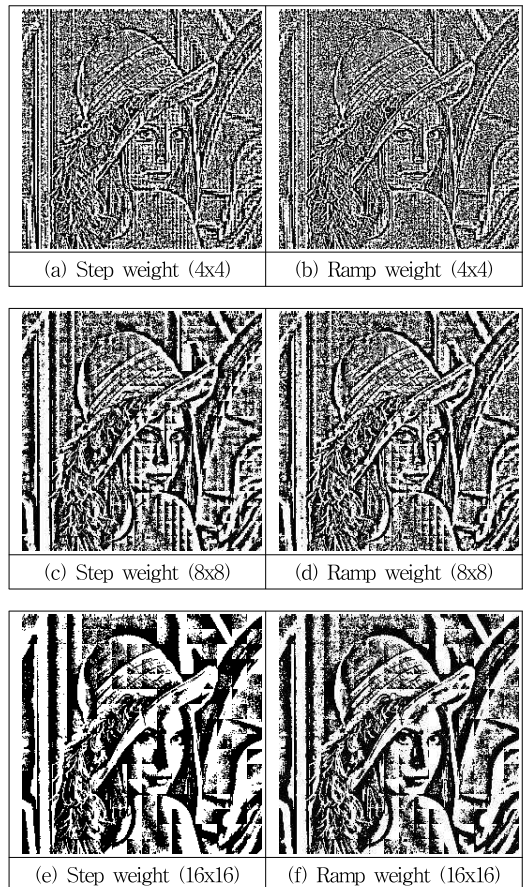 (a) Step weight (4x4)
(b) Ramp weight (4x4)
(c) Step weight (8x8)
(d) Ramp weight (8x8)
(e) Step weight (16x16)
(f) Ramp weight (16x16)